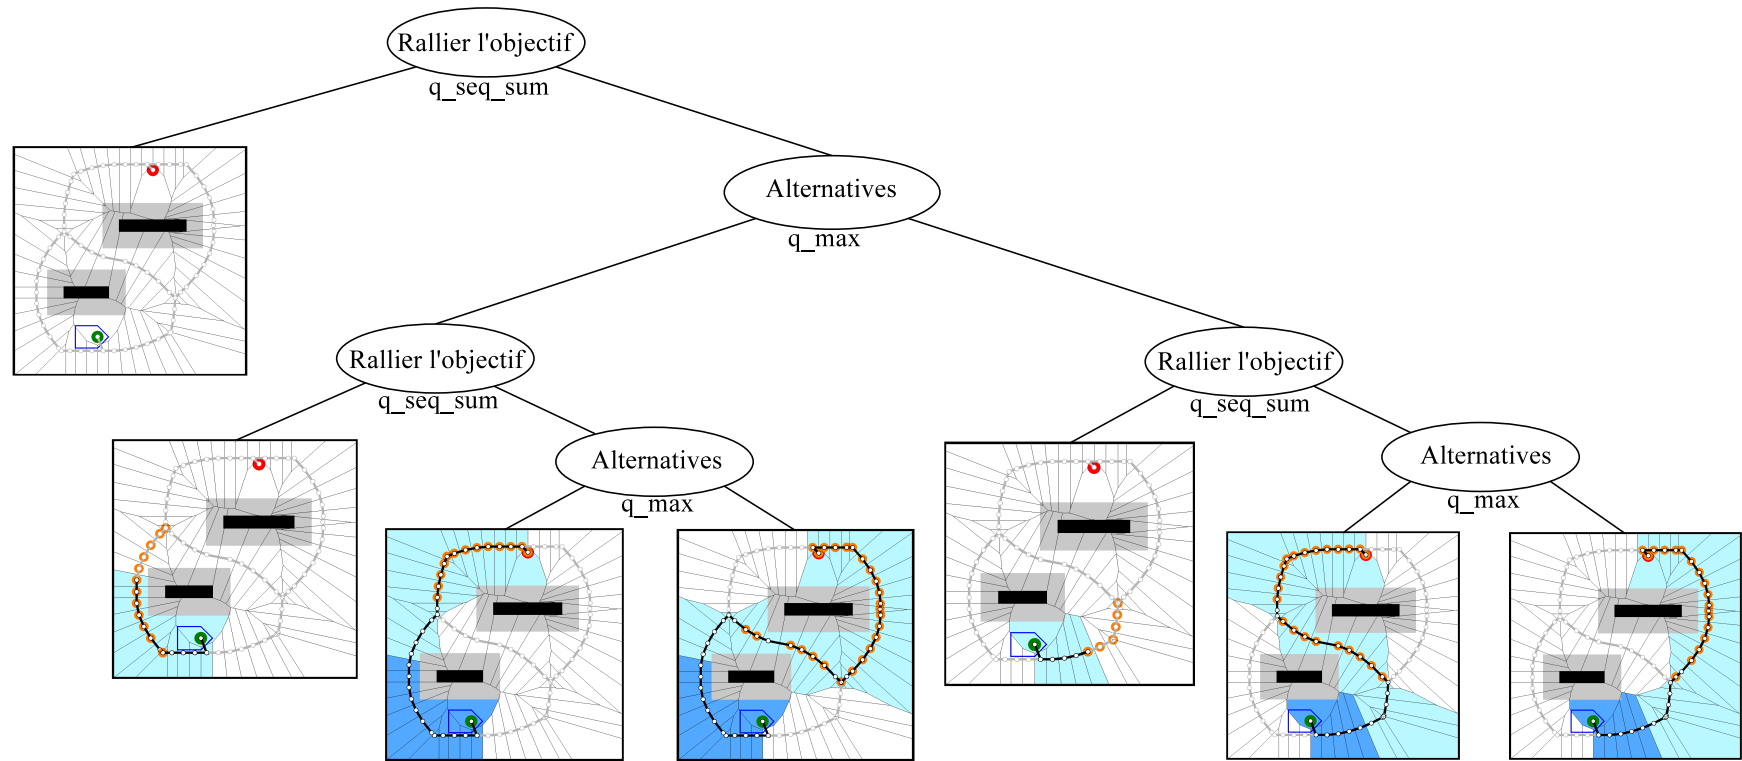 Rallier l'objectif
q_seq_sum
Alternatives
q_max
Rallier l'objectif
q_seq_sum
Rallier l'objectif
q_seq_sum
Alternatives
q_max
Alternatives
q_max